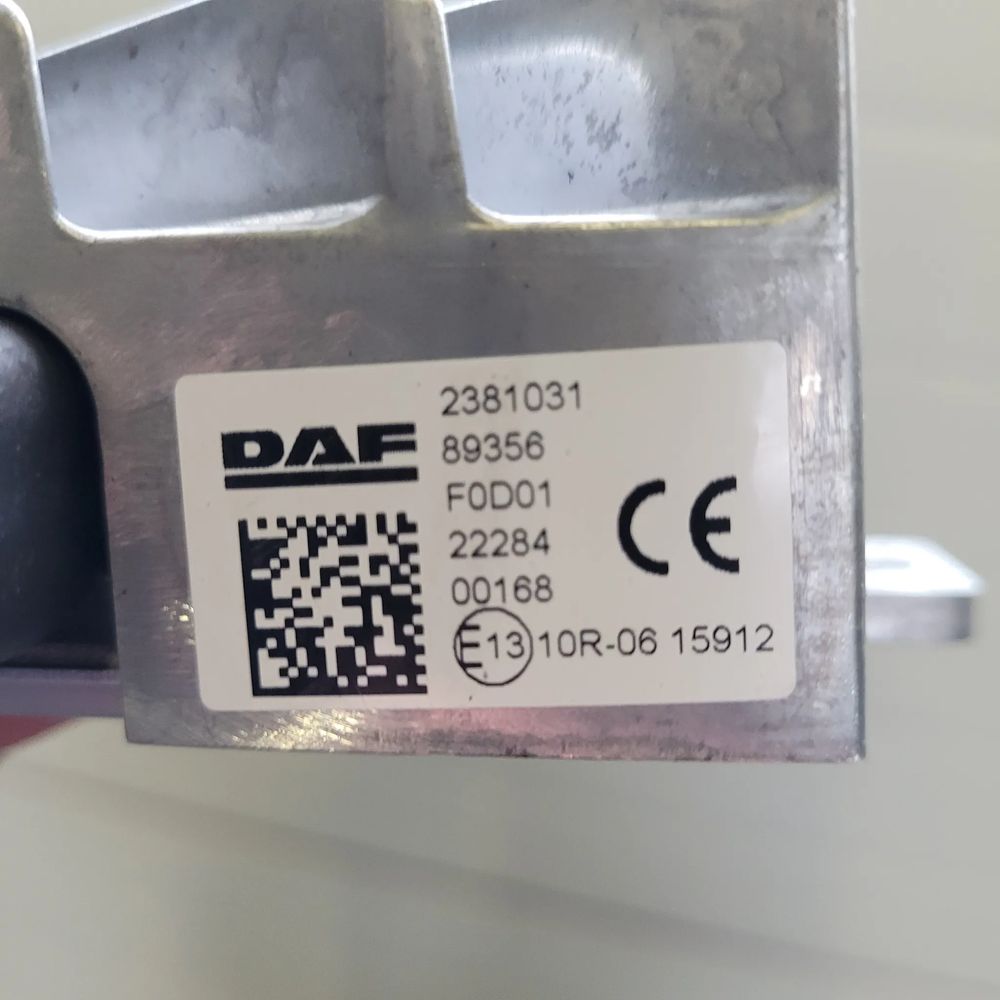 DAF
2381031
89356
F0D01
22284
00168
CE
E13 10R-06 15912